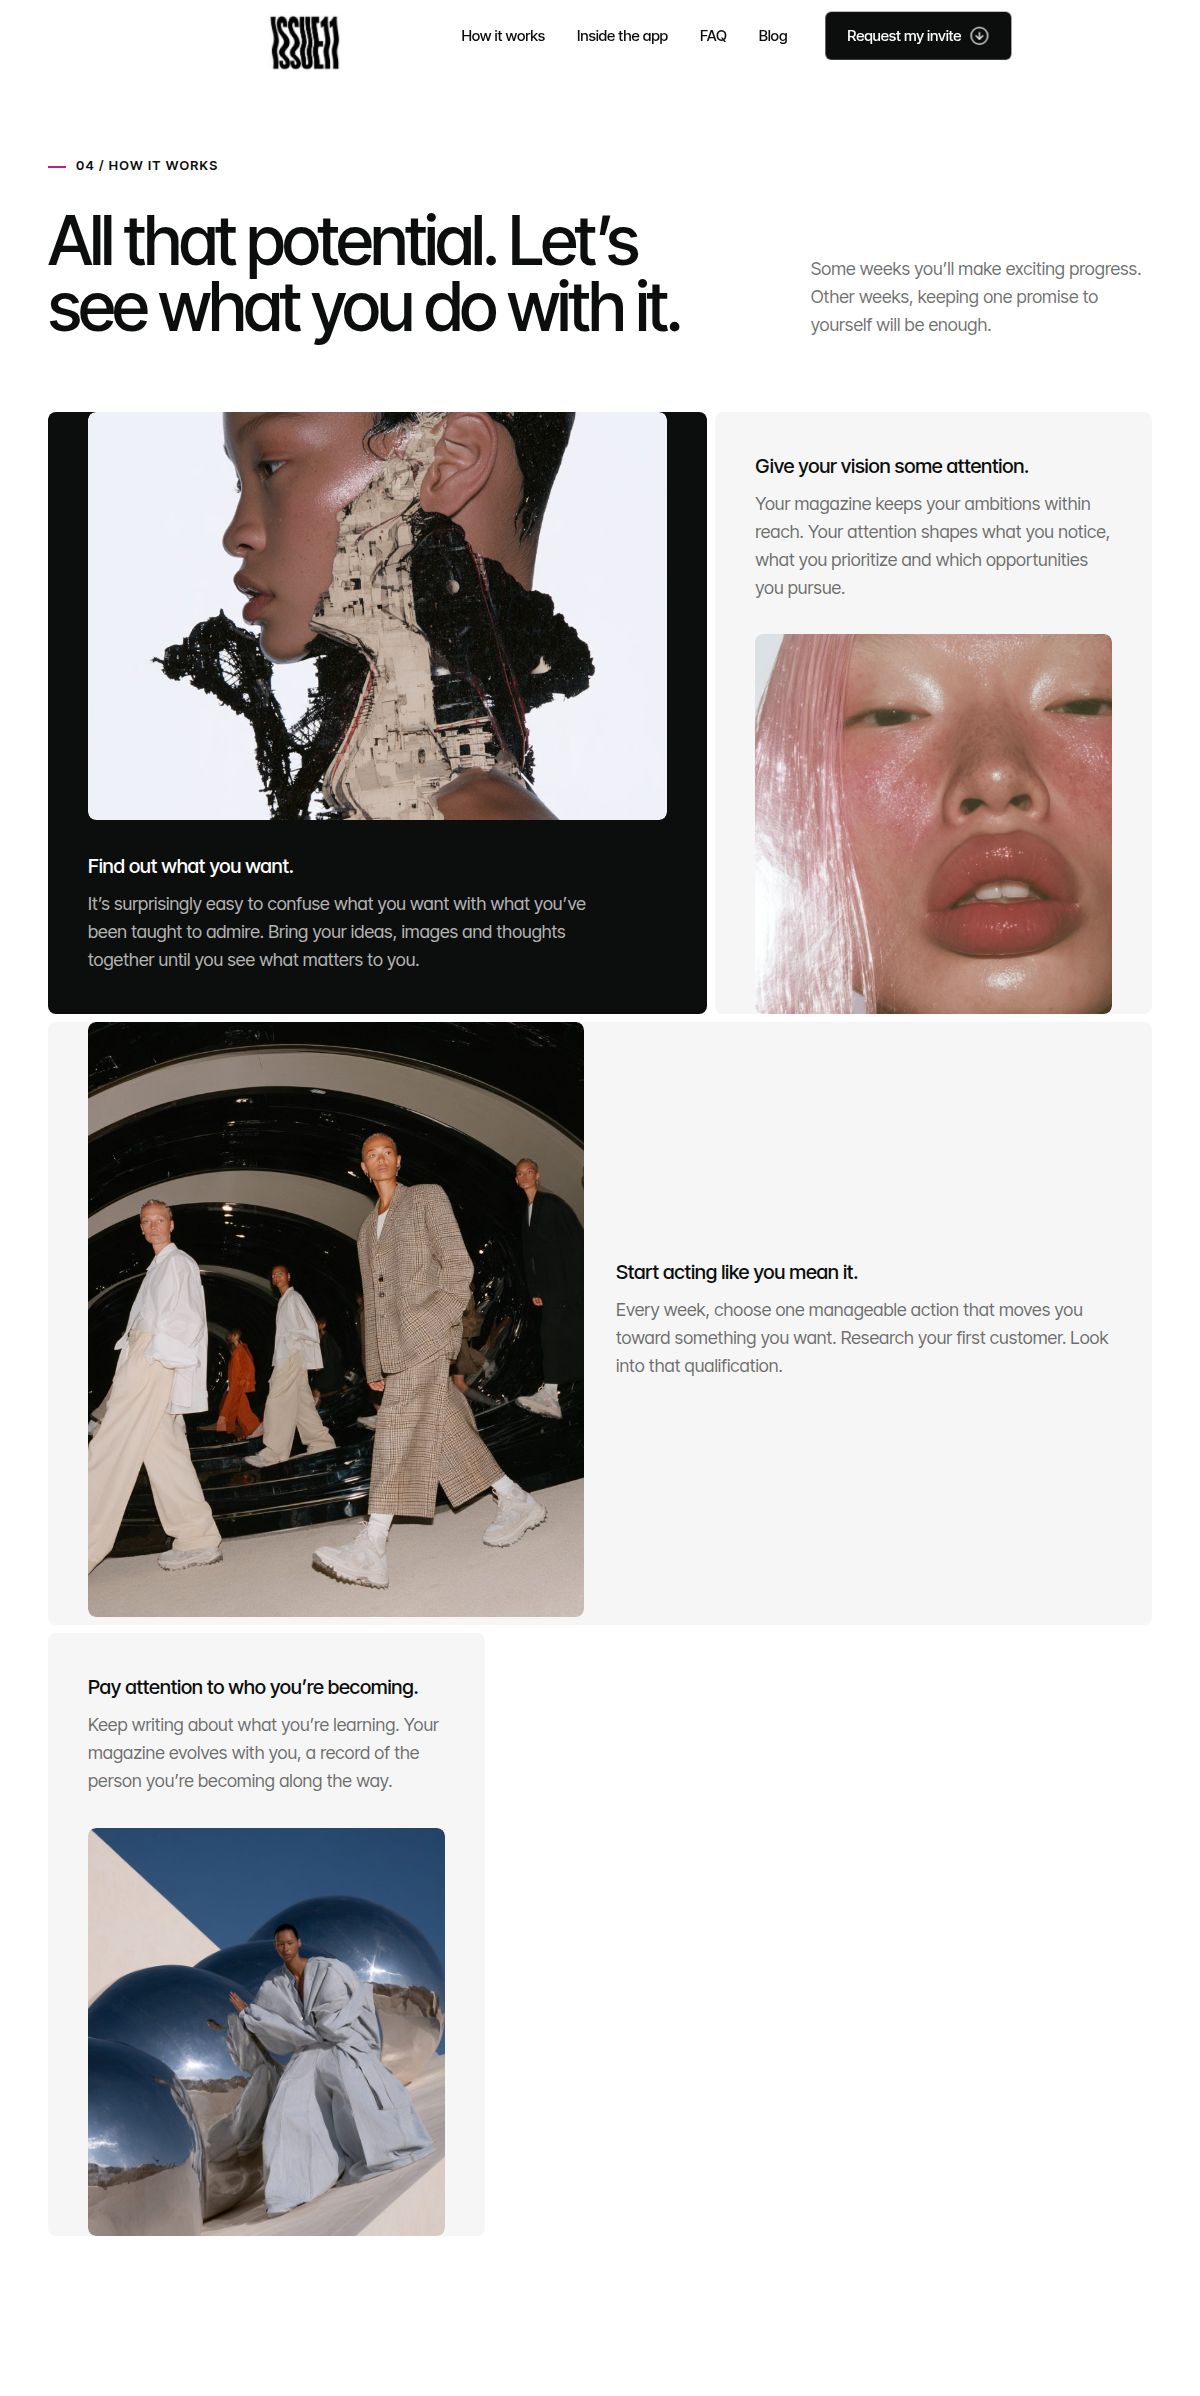 ISSUE11
How it works
Inside the app
FAQ
Blog
Request my invite
04 / HOW IT WORKS
All that potential. Let’s
see what you do with it.
Some weeks you’ll make exciting progress.
Other weeks, keeping one promise to
yourself will be enough.
Find out what you want.
It’s surprisingly easy to confuse what you want with what you’ve
been taught to admire. Bring your ideas, images and thoughts
together until you see what matters to you.
Give your vision some attention.
Your magazine keeps your ambitions within
reach. Your attention shapes what you notice,
what you prioritize and which opportunities
you pursue.
Start acting like you mean it.
Every week, choose one manageable action that moves you
toward something you want. Research your first customer. Look
into that qualification.
Pay attention to who you’re becoming.
Keep writing about what you’re learning. Your
magazine evolves with you, a record of the
person you’re becoming along the way.